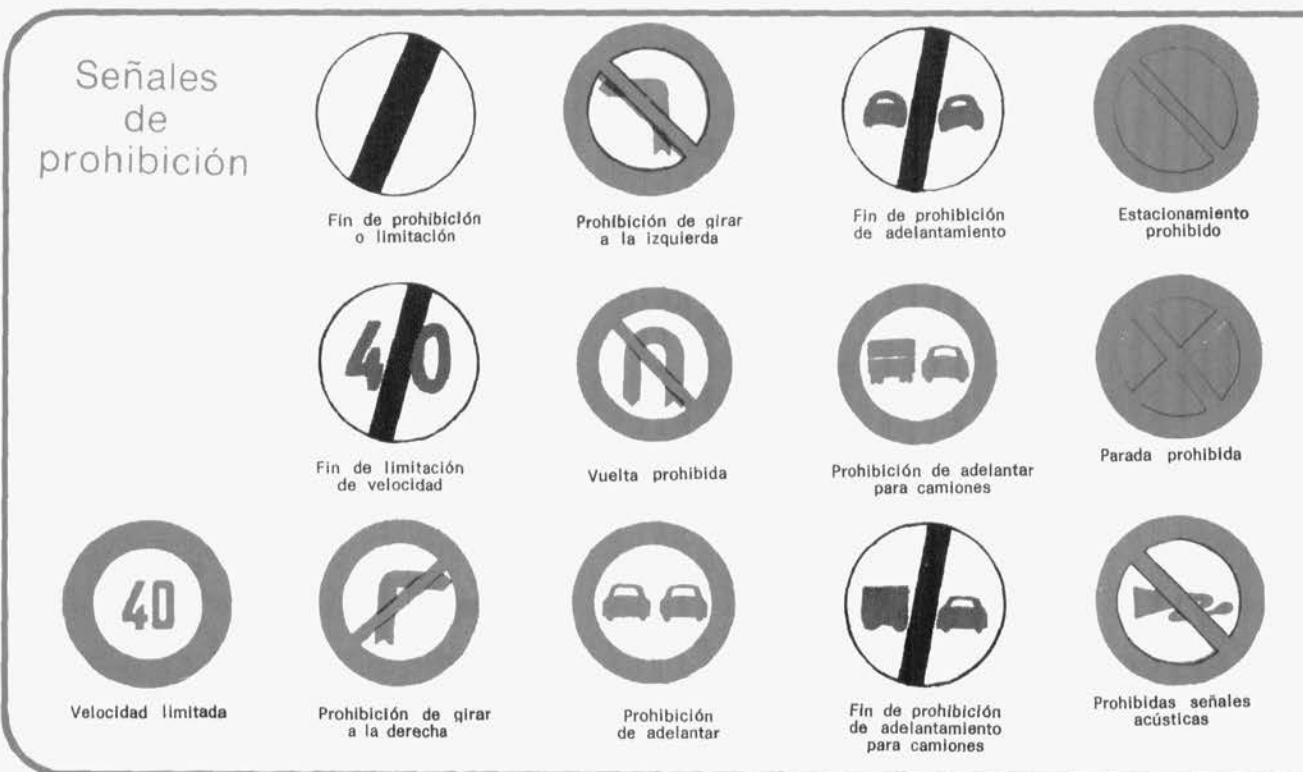 Señales
de
prohibición
Fin de prohibición
o limitación
Prohibición de girar
a la izquierda
Fin de prohibición
de adelantamiento
Estacionamiento
prohibido
40
Fin de limitación
de velocidad
Vuelta prohibida
Prohibición de adelantar
para camiones
Parada prohibida
40
Velocidad limitada
Prohibición de girar
a la derecha
Prohibición
de adelantar
Fin de prohibición
de adelantamiento
para camiones
Prohibidas señales
acústicas